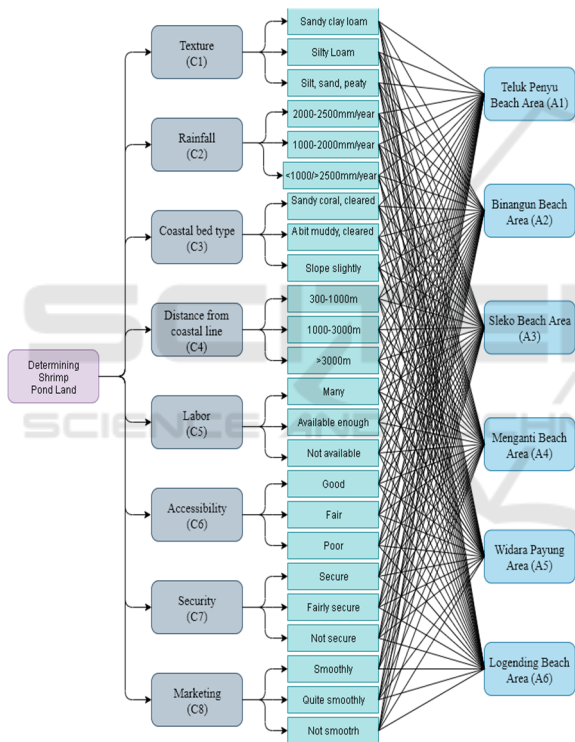 Determining
Shrimp
Pond Land
Texture
(C1)
Rainfall
(C2)
Coastal bed type
(C3)
Distance from
coastal line
(C4)
Labor
(C5)
Accessibility
(C6)
Security
(C7)
Marketing
(C8)
Sandy clay loam
Silty Loam
Silt, sand, peaty
2000-2500mm/year
1000-2000mm/year
<1000/>2500mm/year
Sandy coral, cleared
A bit muddy, cleared
Slope slightly
300-1000m
1000-3000m
>3000m
Many
Available enough
Not available
Good
Fair
Poor
Secure
Fairly secure
Not secure
Smoothly
Quite smoothly
Not smootrh
Teluk Penyu
Beach Area (A1)
Binangun Beach
Area (A2)
Sleko Beach Area
(A3)
Menganti Beach
Area (A4)
Widara Payung
Area (A5)
Logending Beach
Area (A6)